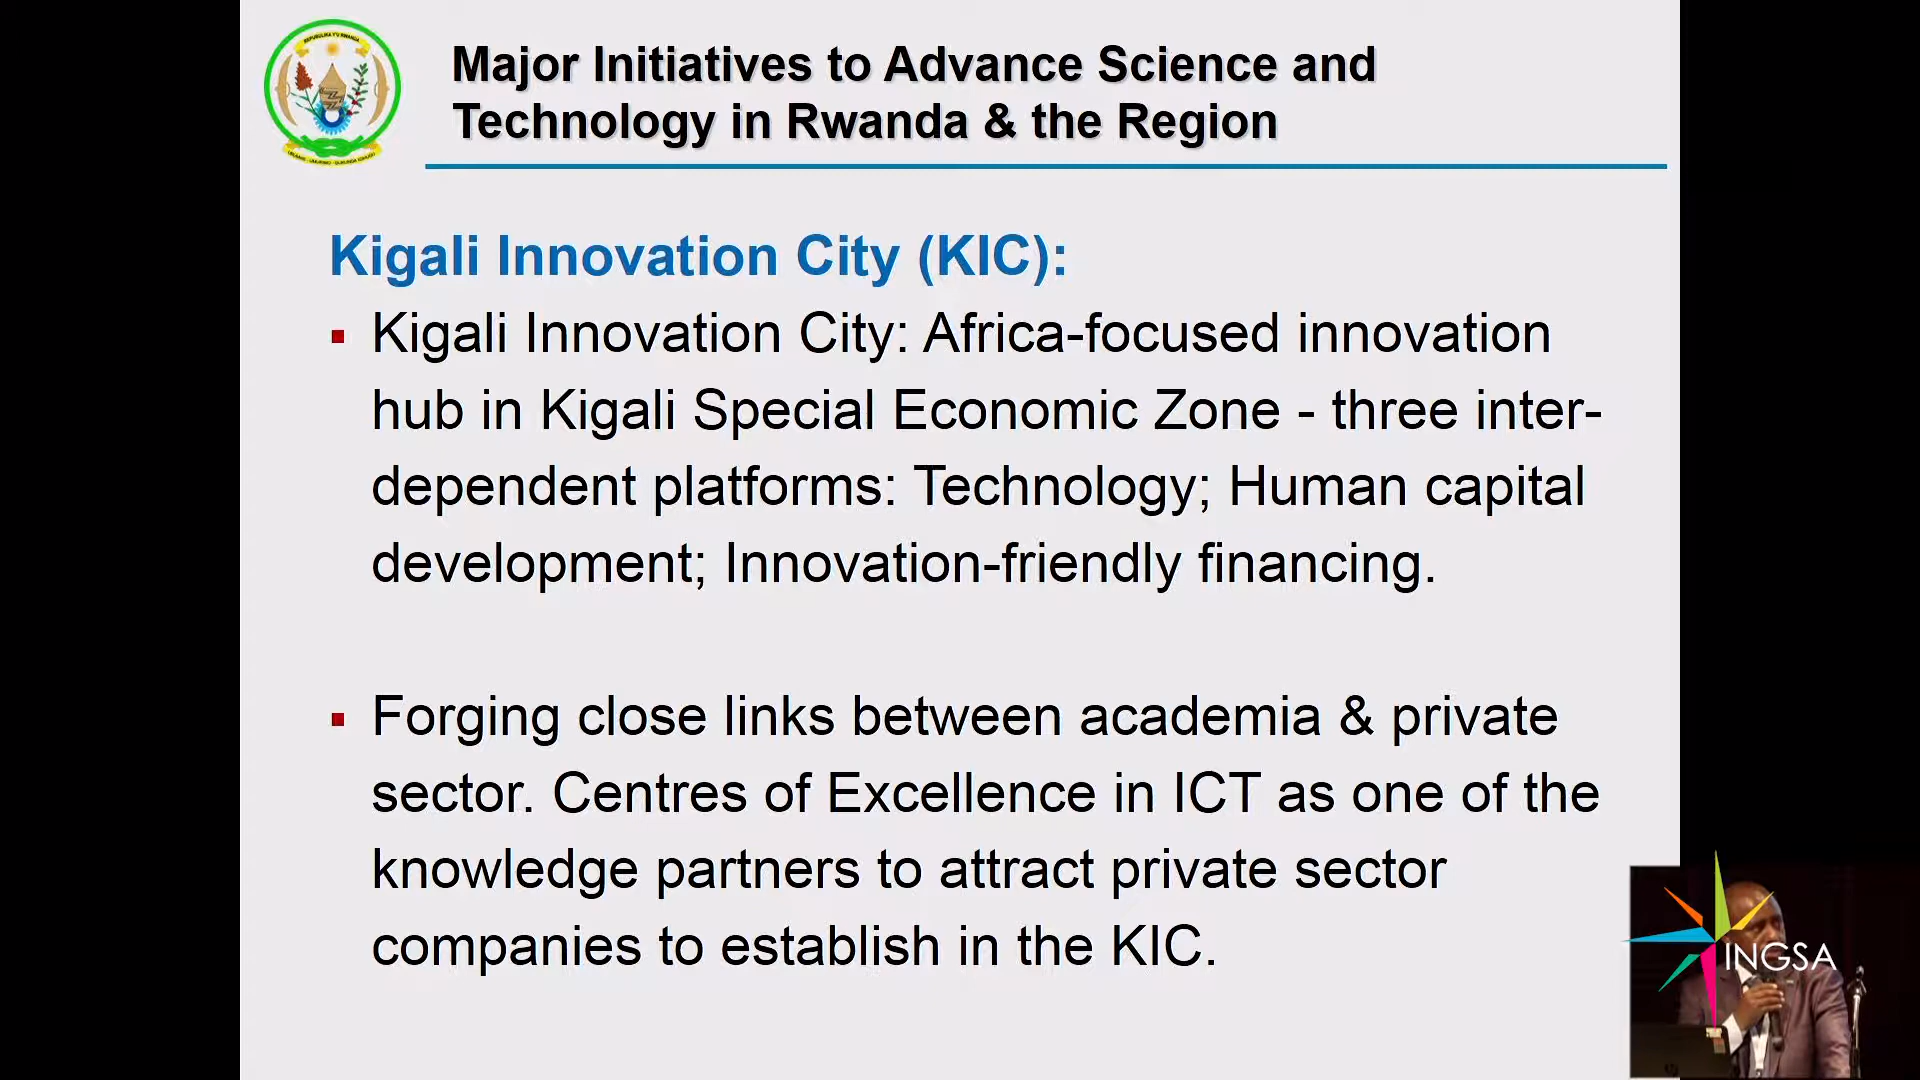 REPUBULIKA Y'U RWANDA
Major Initiatives to Advance Science and
Technology in Rwanda & the Region
Kigali Innovation City (KIC):
▪ Kigali Innovation City: Africa-focused innovation
hub in Kigali Special Economic Zone - three inter-
dependent platforms: Technology; Human capital
development; Innovation-friendly financing.
▪ Forging close links between academia & private
sector. Centres of Excellence in ICT as one of the
knowledge partners to attract private sector
companies to establish in the KIC.
INGSA